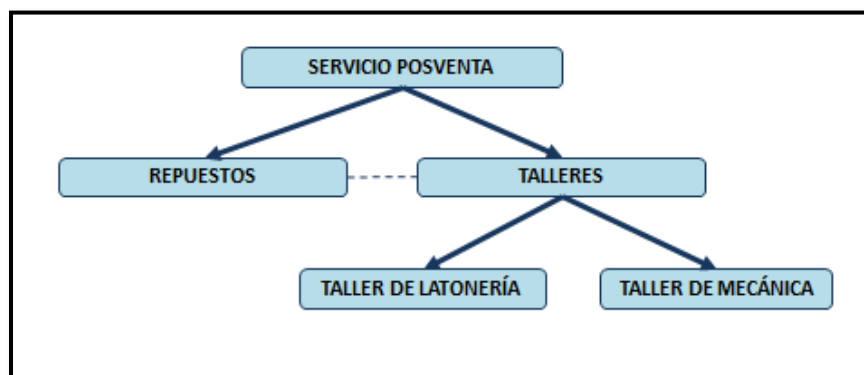 SERVICIO POSVENTA
REPUESTOS
TALLERES
TALLER DE LATONERÍA
TALLER DE MECÁNICA